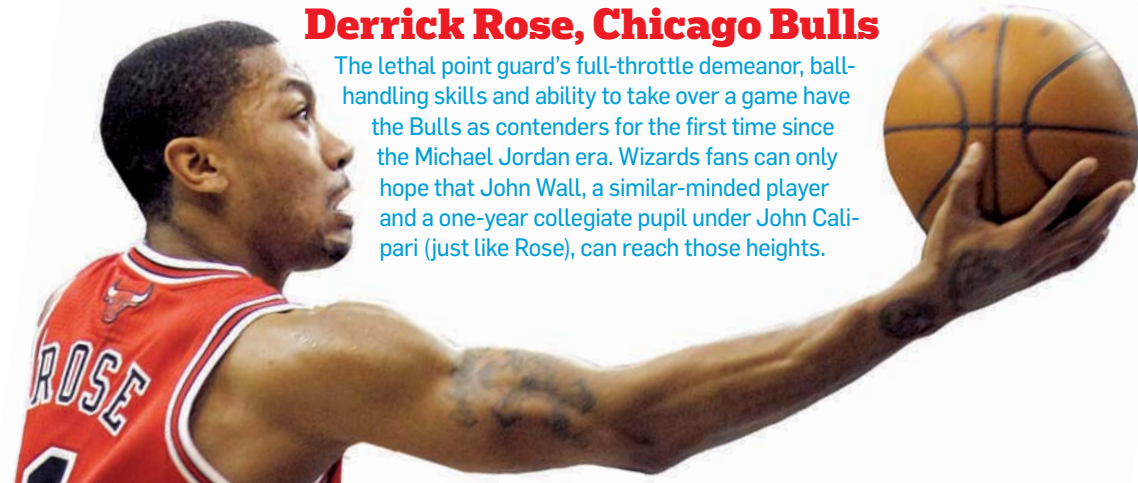 Derrick Rose, Chicago Bulls
The lethal point guard's full-throttle demeanor, ball-
handling skills and ability to take over a game have
the Bulls as contenders for the first time since
the Michael Jordan era. Wizards fans can only
hope that John Wall, a similar-minded player
and a one-year collegiate pupil under John Cali-
pari (just like Rose), can reach those heights.
ROSE